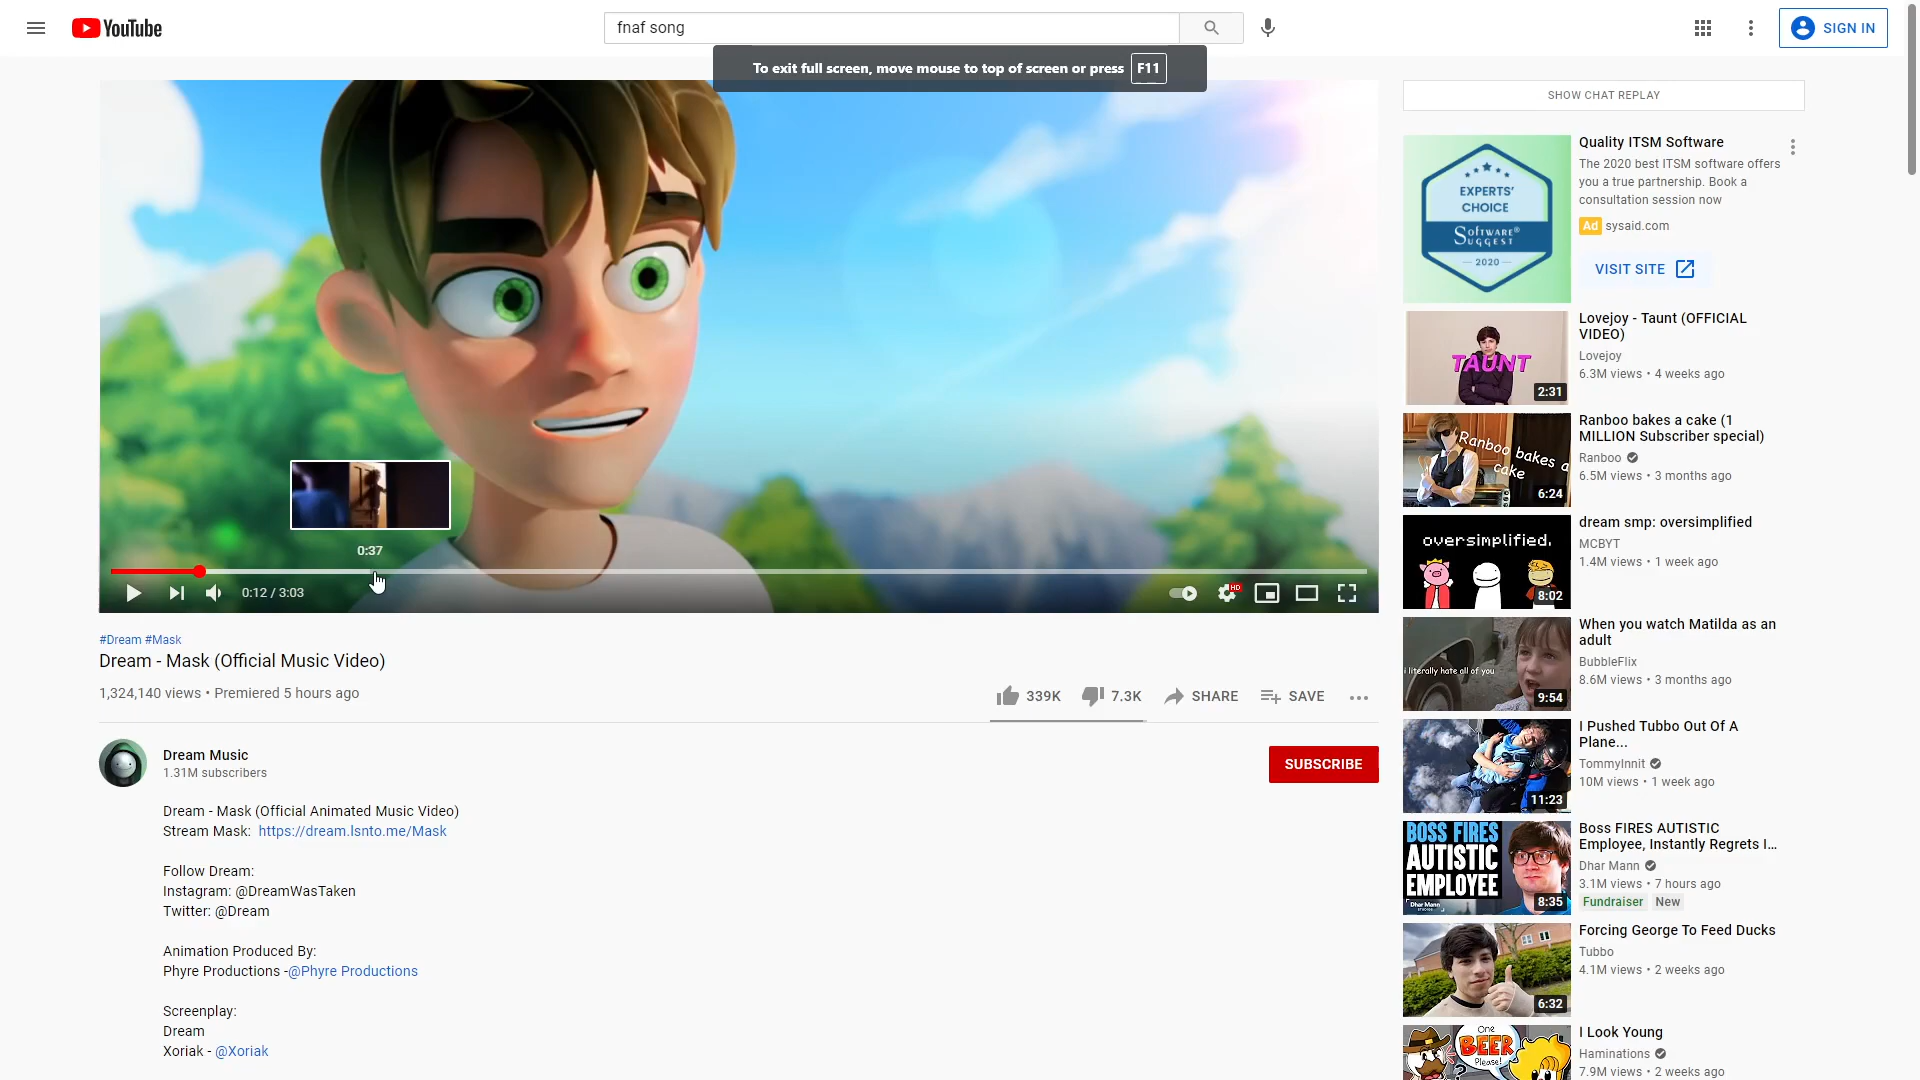 YouTube
fnaf song
SIGN IN
To exit full screen, move mouse to top of screen or press F11
0:37
0:12 / 3:03
HD
#Dream #Mask
Dream - Mask (Official Music Video)
1,324,140 views • Premiered 5 hours ago
339K
7.3K
SHARE
SAVE
Dream Music
1.31M subscribers
SUBSCRIBE
Dream - Mask (Official Animated Music Video)
Stream Mask: https://dream.lsnto.me/Mask
Follow Dream:
Instagram: @DreamWasTaken
Twitter: @Dream
Animation Produced By:
Phyre Productions -@Phyre Productions
Screenplay:
Dream
Xoriak - @Xoriak
SHOW CHAT REPLAY
EXPERTS'
CHOICE
Software®
Suggest
2020
Quality ITSM Software
The 2020 best ITSM software offers
you a true partnership. Book a
consultation session now
Ad sysaid.com
VISIT SITE
TAUNT
2:31
Lovejoy - Taunt (OFFICIAL
VIDEO)
Lovejoy
6.3M views • 4 weeks ago
Ranboo bakes a
cake
6:24
Ranboo bakes a cake (1
MILLION Subscriber special)
Ranboo
6.5M views • 3 months ago
oversimplified.
8:02
dream smp: oversimplified
MCBYT
1.4M views • 1 week ago
i literally hate all of you
9:54
When you watch Matilda as an
adult
BubbleFlix
8.6M views • 3 months ago
11:23
I Pushed Tubbo Out Of A
Plane...
TommyInnit
10M views • 1 week ago
BOSS FIRES
AUTISTIC
EMPLOYEE
Dhar Mann
8:35
Boss FIRES AUTISTIC
Employee, Instantly Regrets I...
Dhar Mann
3.1M views • 7 hours ago
Fundraiser New
6:32
Forcing George To Feed Ducks
Tubbo
4.1M views • 2 weeks ago
One
BEER
Please!
I Look Young
Haminations
7.9M views • 2 weeks ago